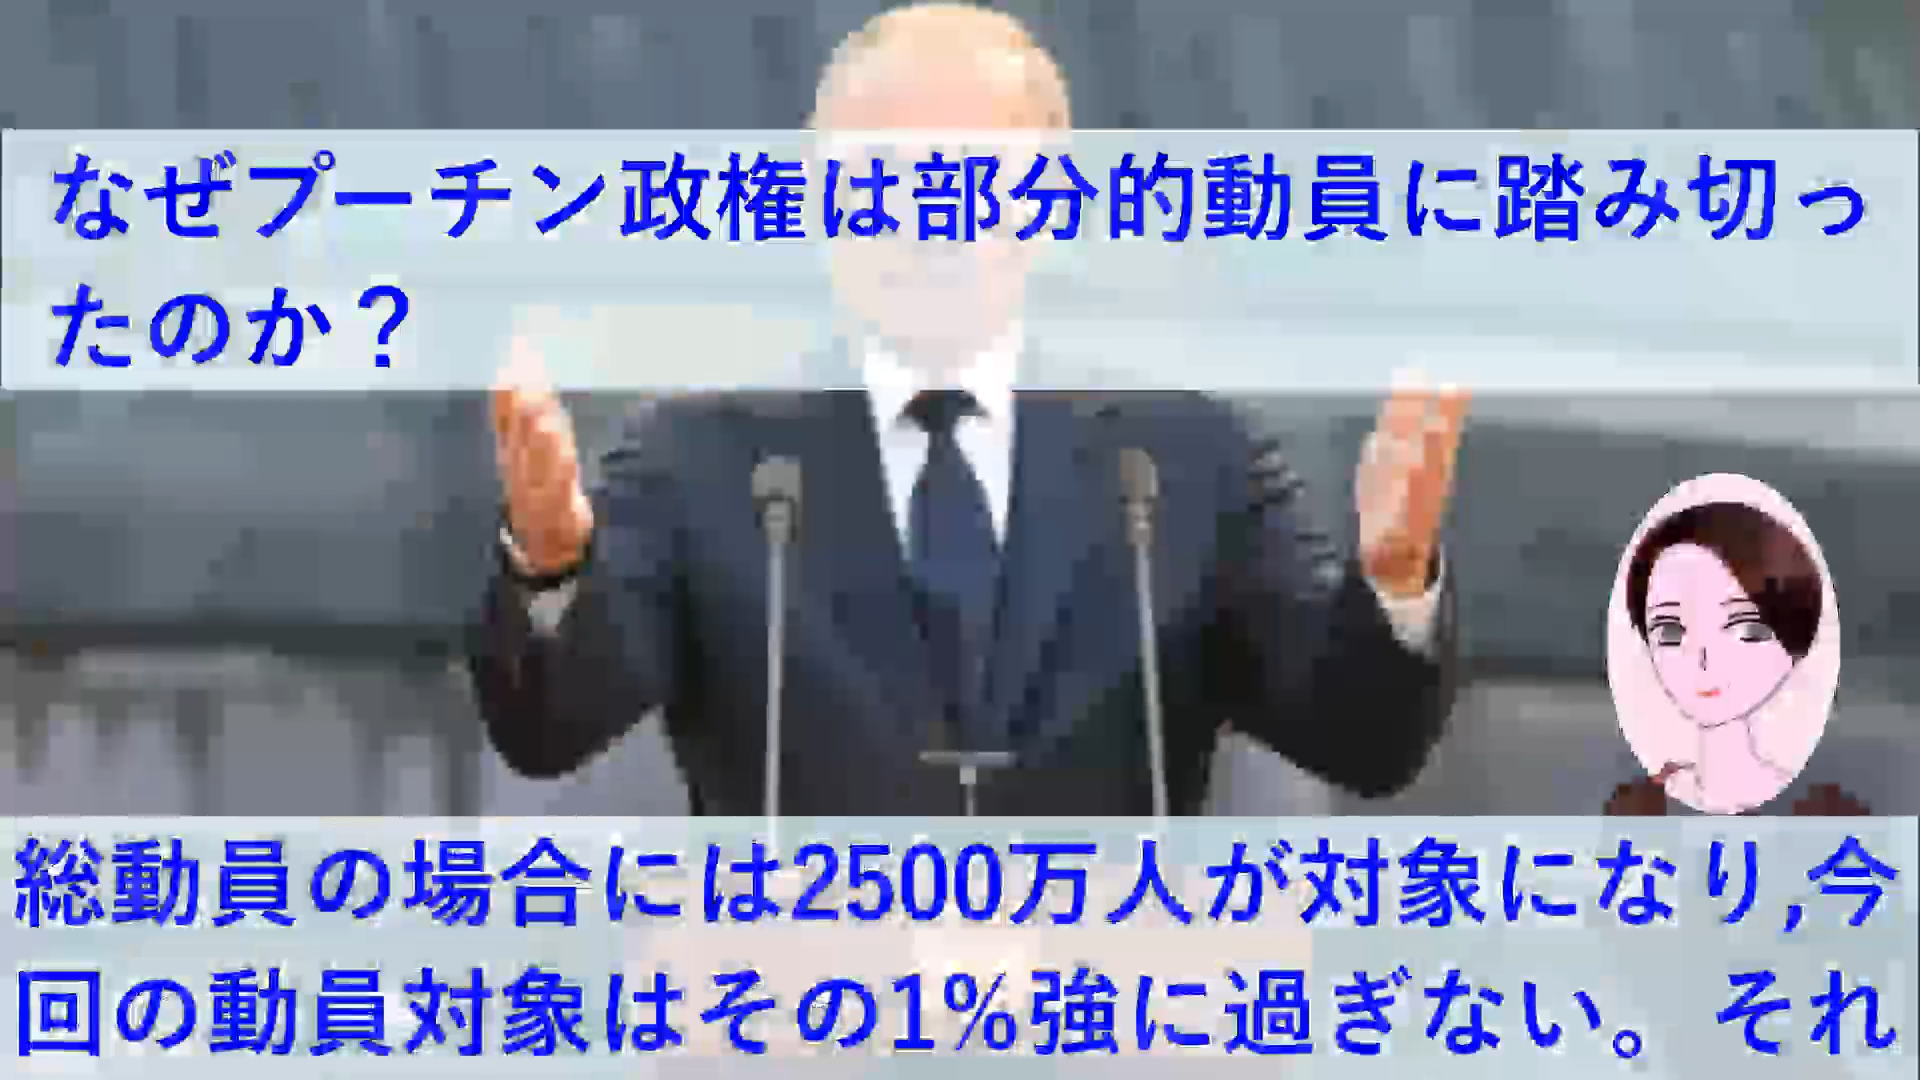 なぜプーチン政権は部分的動員に踏み切っ
たのか？
総動員の場合には2500万人が対象になり,今
回の動員対象はその1%強に過ぎない。それ